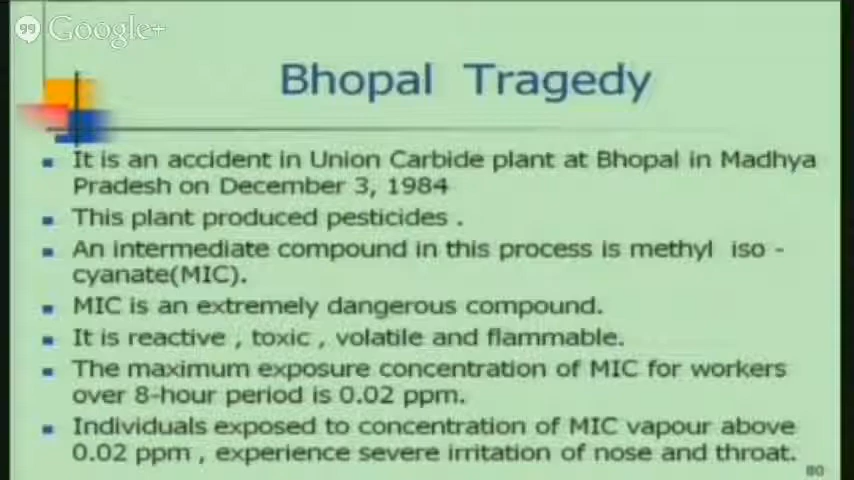 Google+
Bhopal Tragedy
It is an accident in Union Carbide plant at Bhopal in Madhya
Pradesh on December 3, 1984
This plant produced pesticides .
An intermediate compound in this process is methyl iso -
cyanate(MIC).
MIC is an extremely dangerous compound.
It is reactive , toxic , volatile and flammable.
The maximum exposure concentration of MIC for workers
over 8-hour period is 0.02 ppm.
Individuals exposed to concentration of MIC vapour above
0.02 ppm , experience severe irritation of nose and throat.
80